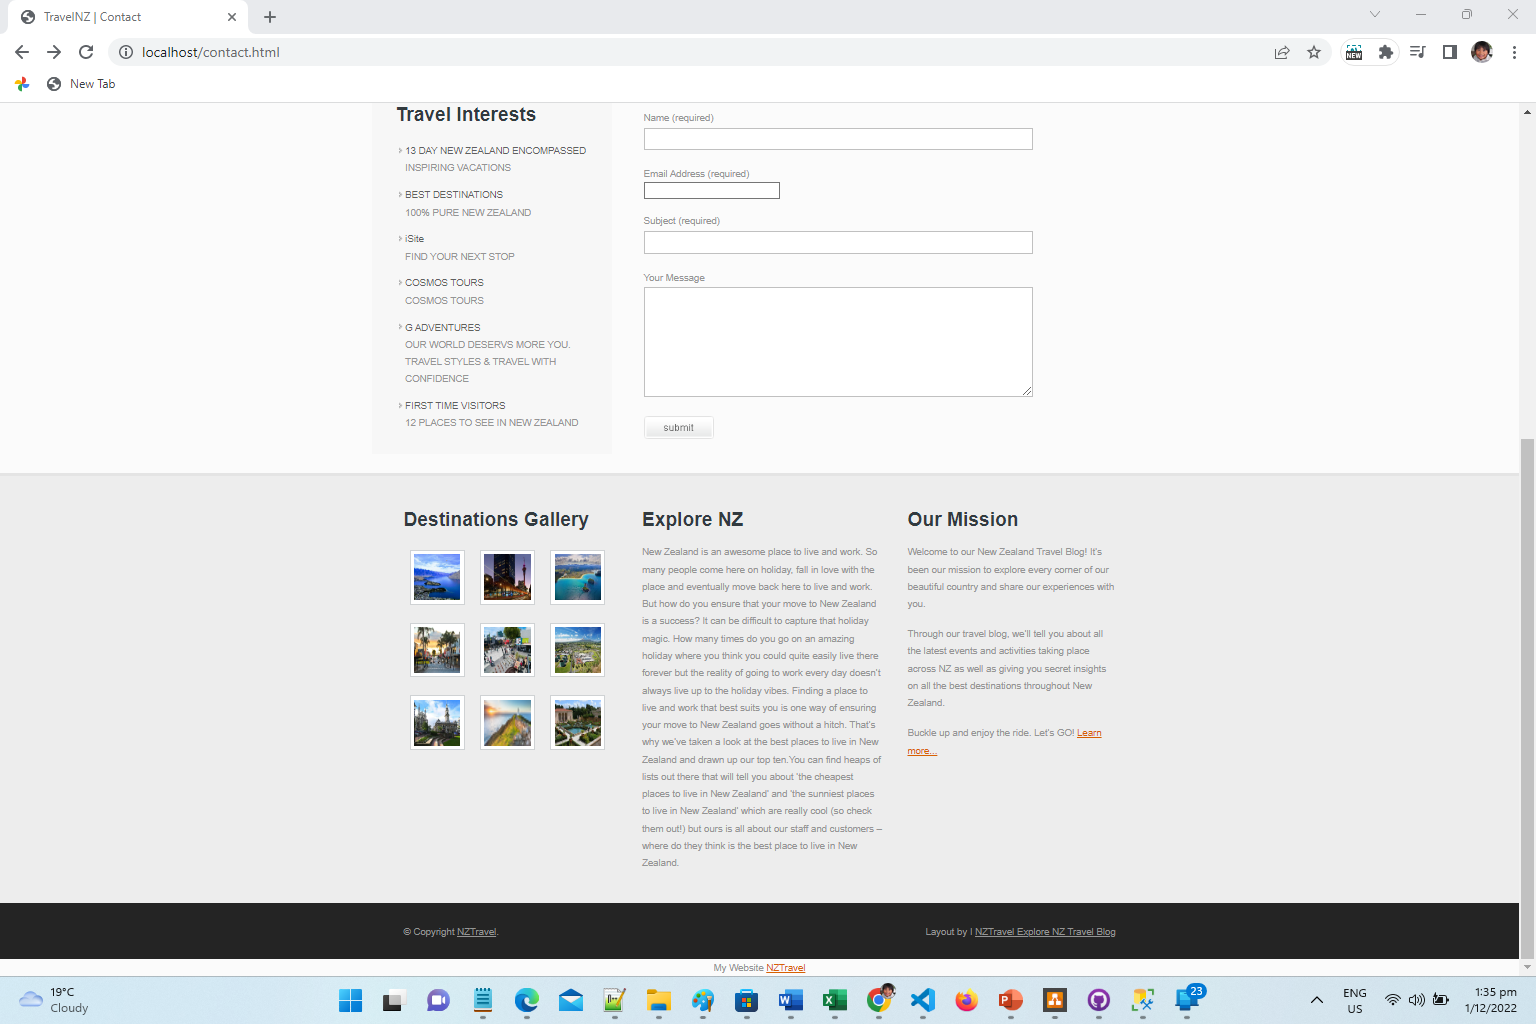 TravelNZ | Contact
localhost/contact.html
NEW
New Tab
Travel Interests
13 DAY NEW ZEALAND ENCOMPASSED
INSPIRING VACATIONS
BEST DESTINATIONS
100% PURE NEW ZEALAND
iSite
FIND YOUR NEXT STOP
COSMOS TOURS
COSMOS TOURS
G ADVENTURES
OUR WORLD DESERVS MORE YOU.
TRAVEL STYLES & TRAVEL WITH
CONFIDENCE
FIRST TIME VISITORS
12 PLACES TO SEE IN NEW ZEALAND
Name (required)
Email Address (required)
Subject (required)
Your Message
submit
Destinations Gallery
Explore NZ
New Zealand is an awesome place to live and work. So
many people come here on holiday, fall in love with the
place and eventually move back here to live and work.
But how do you ensure that your move to New Zealand
is a success? It can be difficult to capture that holiday
magic. How many times do you go on an amazing
holiday where you think you could quite easily live there
forever but the reality of going to work every day doesn't
always live up to the holiday vibes. Finding a place to
live and work that best suits you is one way of ensuring
your move to New Zealand goes without a hitch. That's
why we've taken a look at the best places to live in New
Zealand and drawn up our top ten.You can find heaps of
lists out there that will tell you about 'the cheapest
places to live in New Zealand' and 'the sunniest places
to live in New Zealand' which are really cool (so check
them out!) but ours is all about our staff and customers –
where do they think is the best place to live in New
Zealand.
Our Mission
Welcome to our New Zealand Travel Blog! It's
been our mission to explore every corner of our
beautiful country and share our experiences with
you.
Through our travel blog, we'll tell you about all
the latest events and activities taking place
across NZ as well as giving you secret insights
on all the best destinations throughout New
Zealand.
Buckle up and enjoy the ride. Let's GO! Learn
more...
© Copyright NZTravel.
Layout by | NZTravel Explore NZ Travel Blog
My Website NZTravel
19°C
Cloudy
23
ENG
US
1:35 pm
1/12/2022